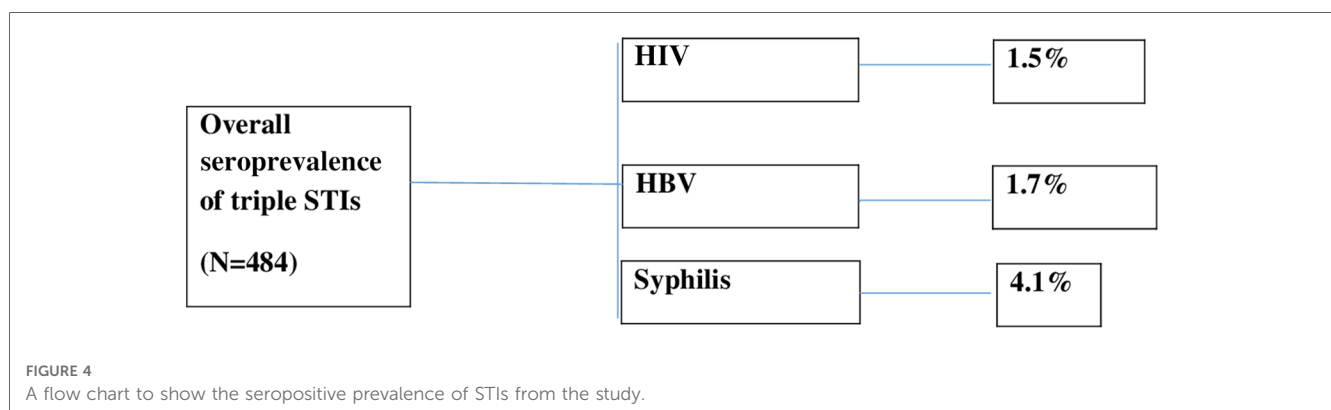 Overall
seroprevalence
of triple STIs
(N=484)
HIV
1.5%
HBV
1.7%
Syphilis
4.1%
FIGURE 4
A flow chart to show the seropositive prevalence of STIs from the study.